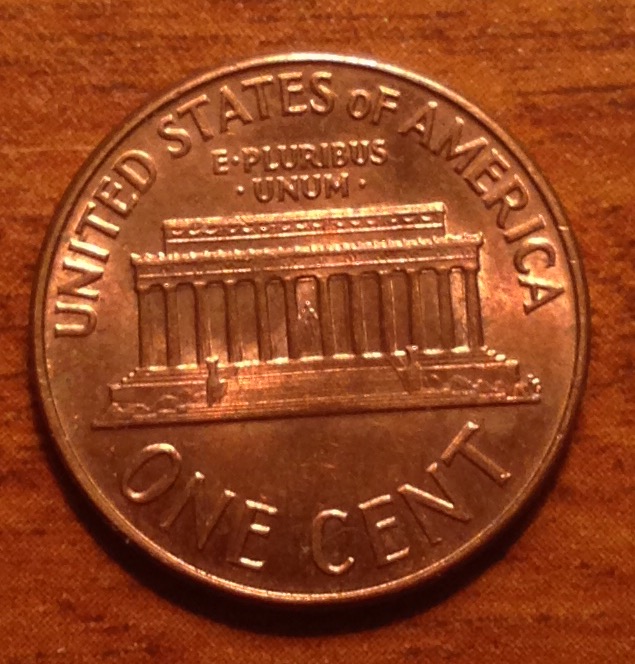 UNITED STATES OF AMERICA
E·PLURIBUS
·UNUM·
ONE CENT